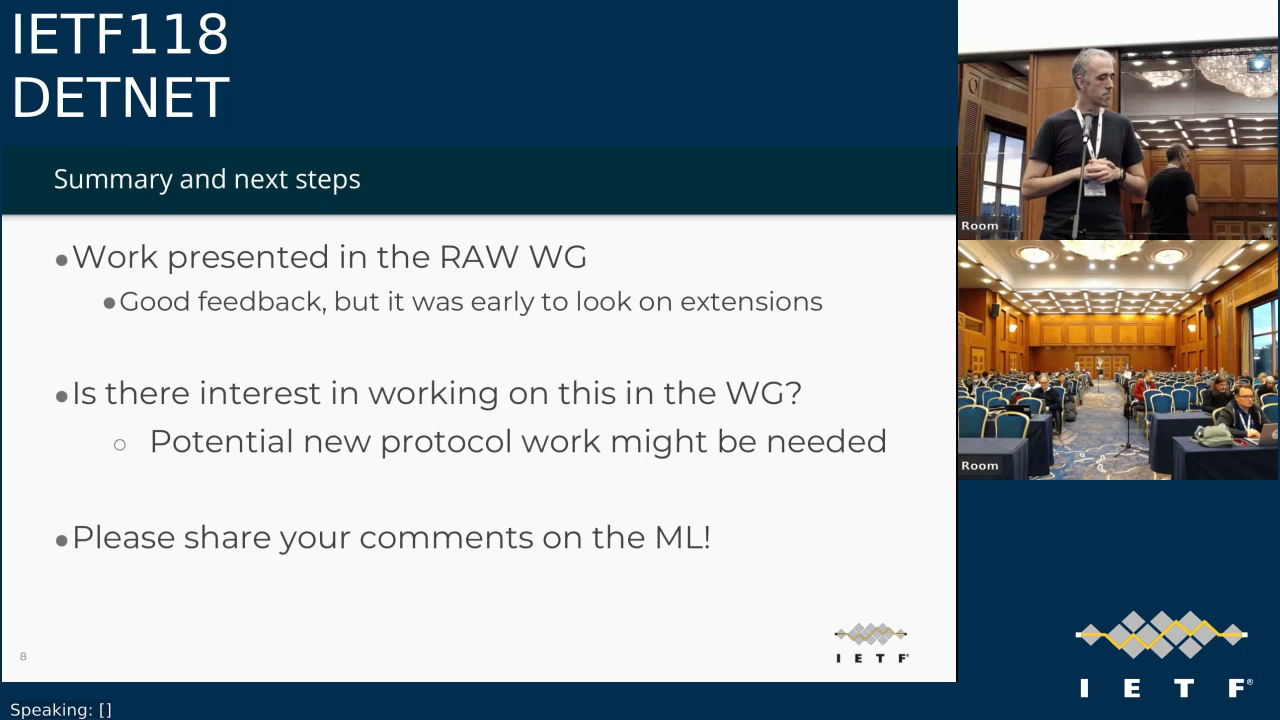 IETF118
DETNET
Summary and next steps
●Work presented in the RAW WG
●Good feedback, but it was early to look on extensions
●Is there interest in working on this in the WG?
○ Potential new protocol work might be needed
●Please share your comments on the ML!
8
I E T F®
Room
Room
I E T F®
Speaking: []